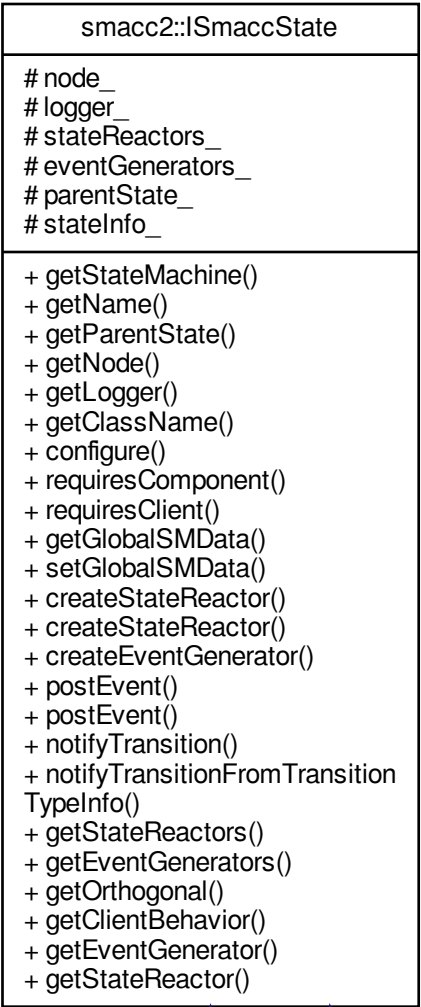 smacc2::ISmaccState
# node_
# logger_
# stateReactors_
# eventGenerators_
# parentState_
# stateInfo_
+ getStateMachine()
+ getName()
+ getParentState()
+ getNode()
+ getLogger()
+ getClassName()
+ configure()
+ requiresComponent()
+ requiresClient()
+ getGlobalSMData()
+ setGlobalSMData()
+ createStateReactor()
+ createStateReactor()
+ createEventGenerator()
+ postEvent()
+ postEvent()
+ notifyTransition()
+ notifyTransitionFromTransition
TypeInfo()
+ getStateReactors()
+ getEventGenerators()
+ getOrthogonal()
+ getClientBehavior()
+ getEventGenerator()
+ getStateReactor()